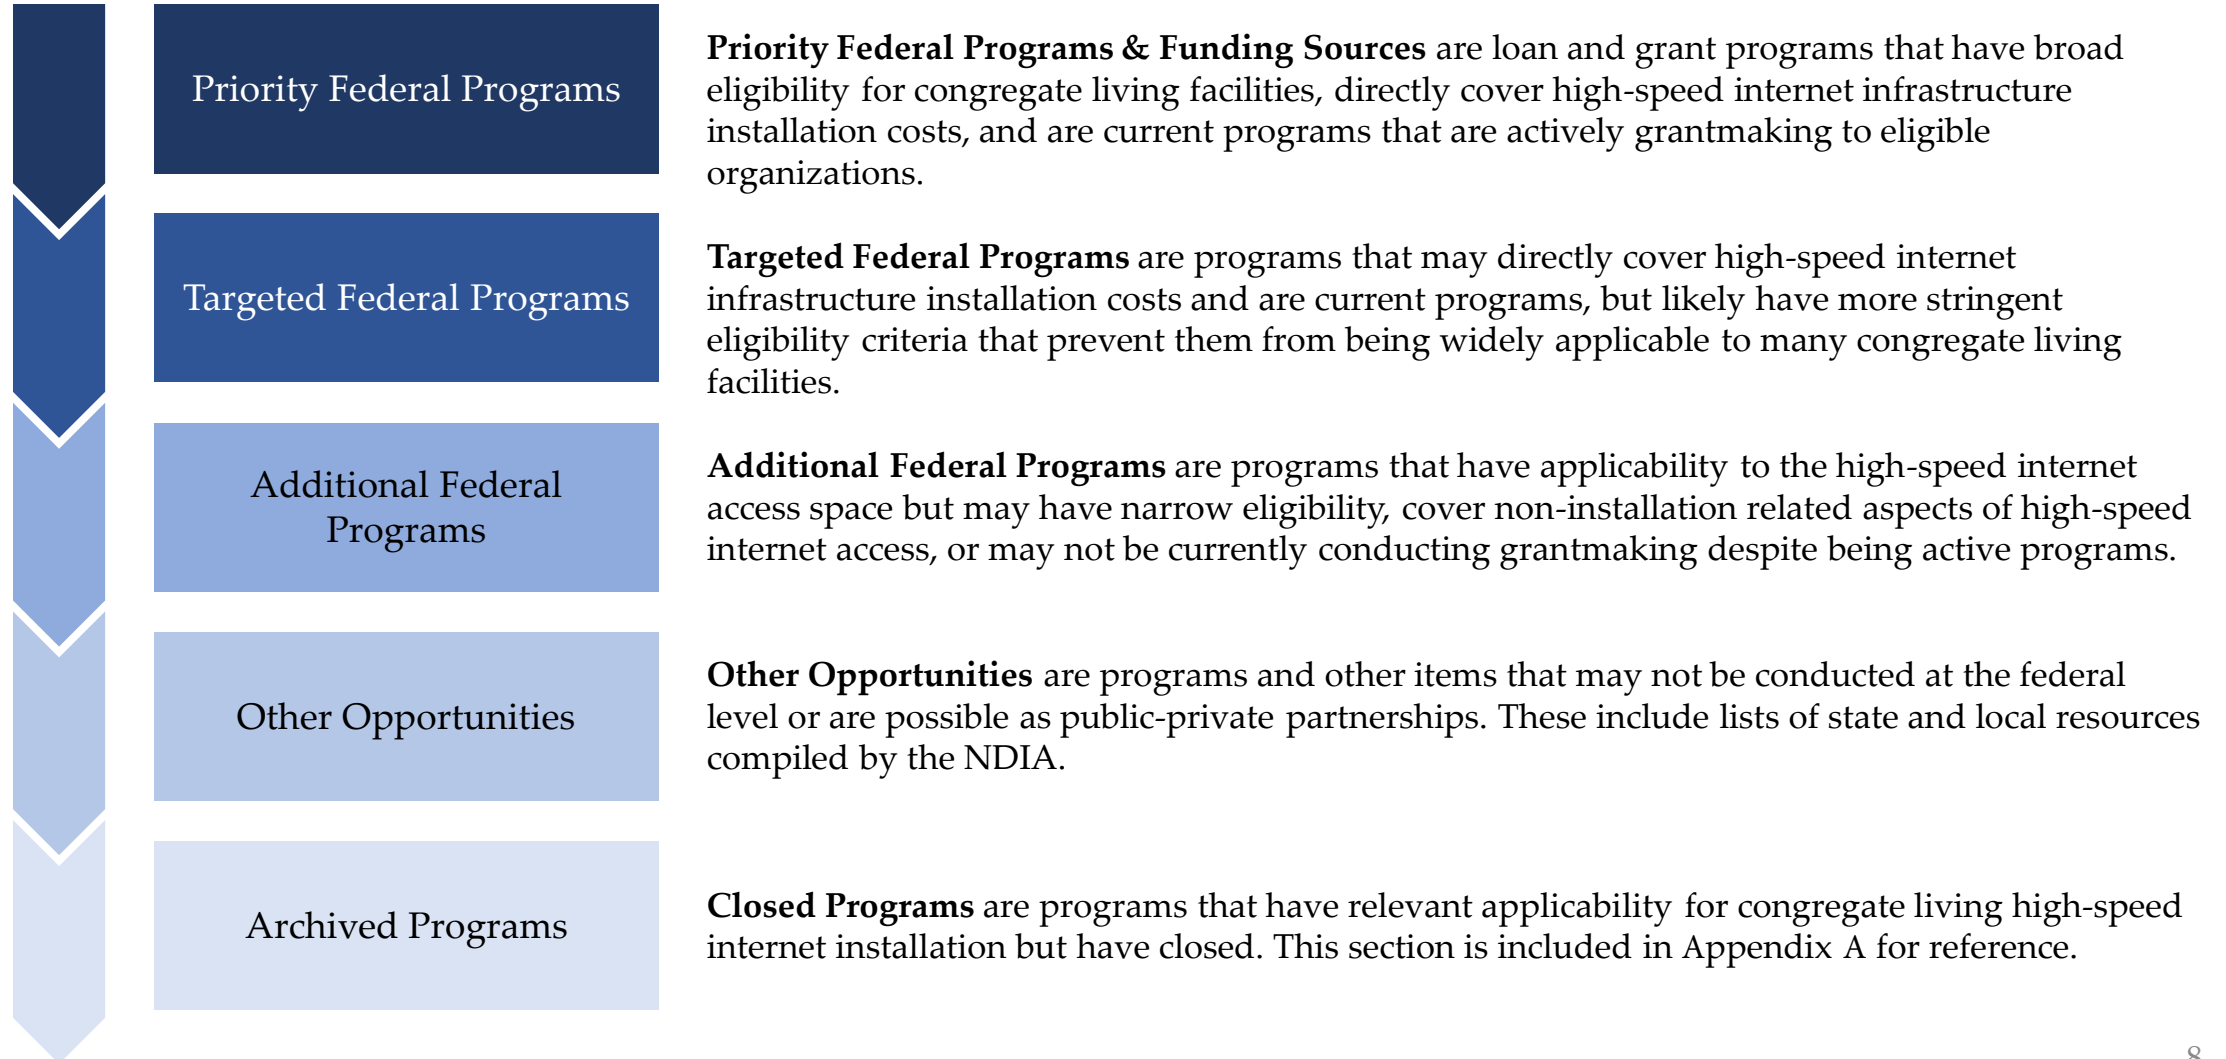 Priority Federal Programs
Priority Federal Programs & Funding Sources are loan and grant programs that have broad
eligibility for congregate living facilities, directly cover high-speed internet infrastructure
installation costs, and are current programs that are actively grantmaking to eligible
organizations.
Targeted Federal Programs
Targeted Federal Programs are programs that may directly cover high-speed internet
infrastructure installation costs and are current programs, but likely have more stringent
eligibility criteria that prevent them from being widely applicable to many congregate living
facilities.
Additional Federal
Programs
Additional Federal Programs are programs that have applicability to the high-speed internet
access space but may have narrow eligibility, cover non-installation related aspects of high-speed
internet access, or may not be currently conducting grantmaking despite being active programs.
Other Opportunities
Other Opportunities are programs and other items that may not be conducted at the federal
level or are possible as public-private partnerships. These include lists of state and local resources
compiled by the NDIA.
Archived Programs
Closed Programs are programs that have relevant applicability for congregate living high-speed
internet installation but have closed. This section is included in Appendix A for reference.
8